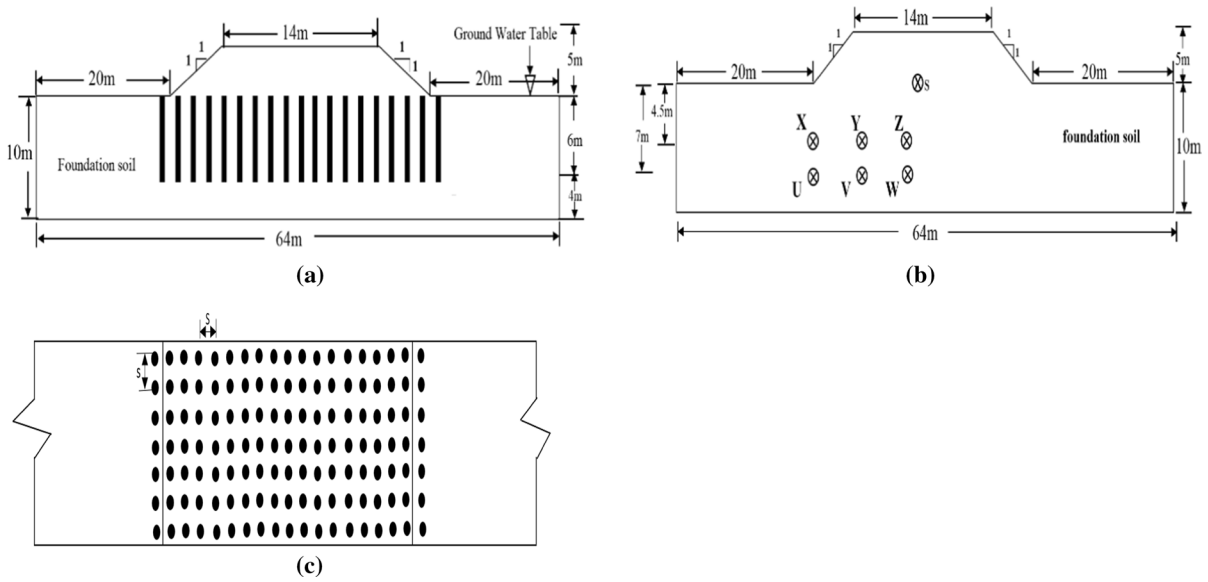 14m
Ground Water Table
1
1
1
1
5m
20m
20m
10m
Foundation soil
6m
4m
64m
(a)
14m
1
1
1
1
5m
20m
20m
S
4.5m
7m
X
Y
Z
foundation soil
10m
U
V
W
64m
(b)
S
S
(c)